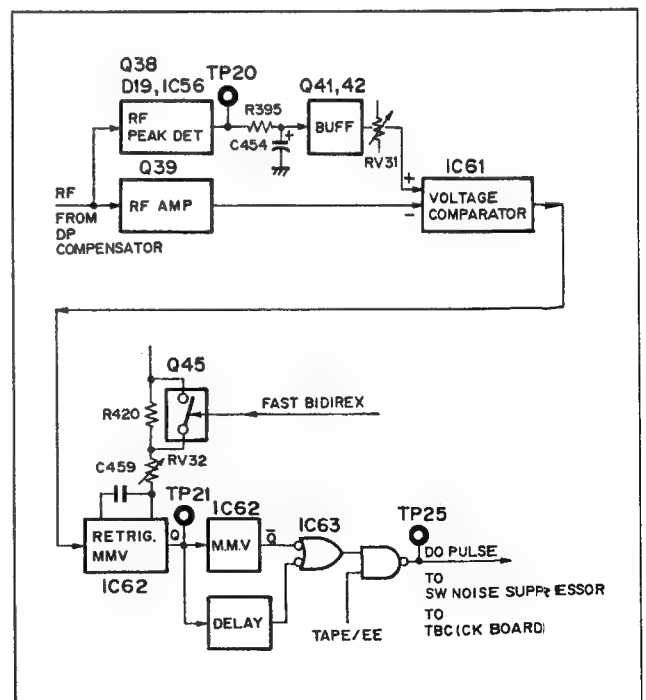 Q38
D19, IC56
TP20
Q41, 42
RF
PEAK DET
R395
C454
+
BUFF
RV31
IC61
Q39
RF
FROM
DP
COMPENSATOR
RF AMP
+
−
VOLTAGE
COMPARATOR
Q45
R420
FAST BIDIREX
C459
RV32
TP21
IC62
IC63
TP25
RETRIG.
MMV
Q
M.M.V
Q̅
DO PULSE
IC62
TO
SW NOISE SUPPRESSOR
DELAY
TAPE/EE
TO
TBC (CK BOARD)